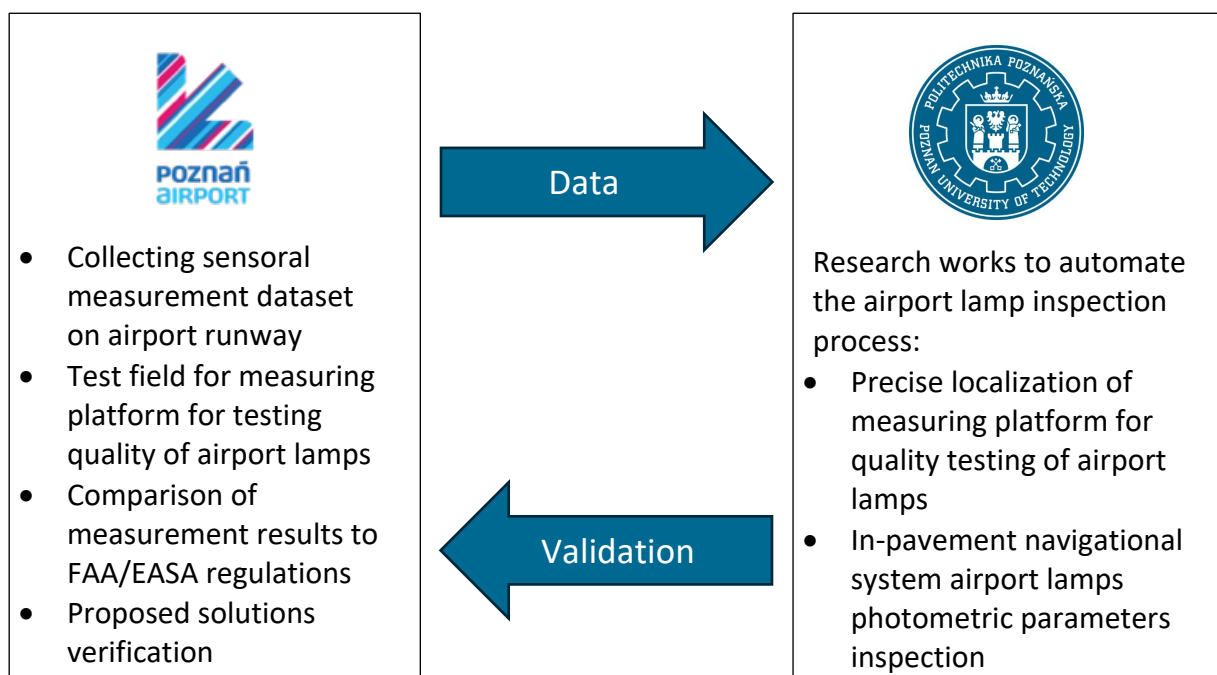 POZNAŃ
AIRPORT
• Collecting sensoral
measurement dataset
on airport runway
• Test field for measuring
platform for testing
quality of airport lamps
• Comparison of
measurement results to
FAA/EASA regulations
• Proposed solutions
verification
Data
Validation
POLITECHNIKA POZNAŃSKA
POZNAN UNIVERSITY OF TECHNOLOGY
Research works to automate
the airport lamp inspection
process:
• Precise localization of
measuring platform for
quality testing of airport
lamps
• In-pavement navigational
system airport lamps
photometric parameters
inspection